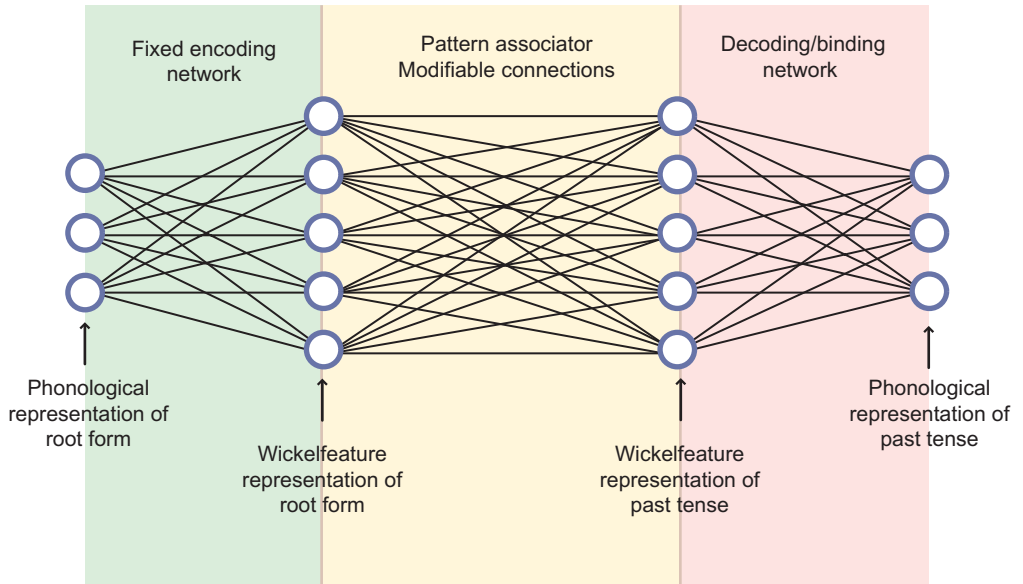 Fixed encoding
network
Pattern associator
Modifiable connections
Decoding/binding
network
Phonological
representation of
root form
Wickelfeature
representation of
root form
Wickelfeature
representation of
past tense
Phonological
representation of
past tense